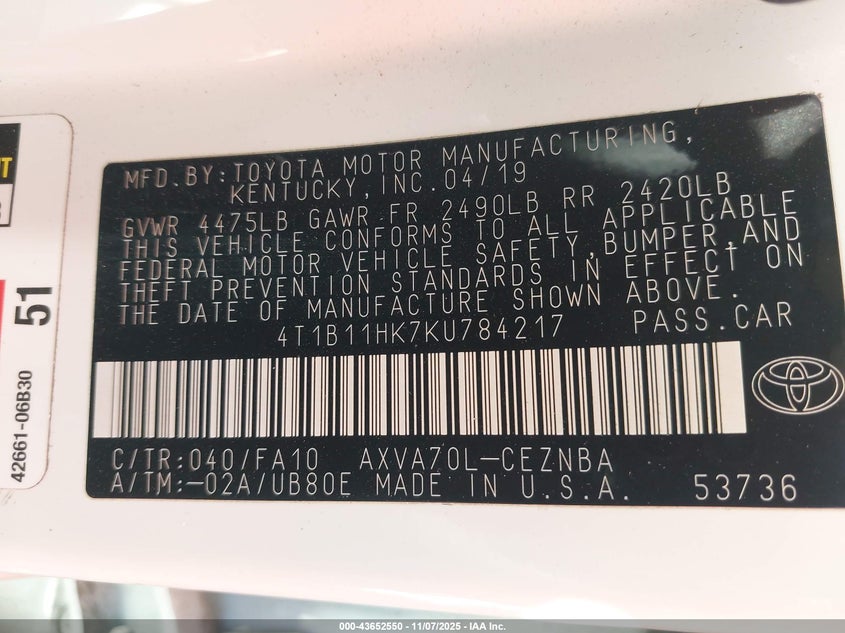 MFD.BY:TOYOTA MOTOR MANUFACTURING,
KENTUCKY,INC.04/19
GVWR 4475LB GAWR FR 2490LB RR 2420LB
THIS VEHICLE CONFORMS TO ALL APPLICABLE
FEDERAL MOTOR VEHICLE SAFETY,BUMPER,AND
THEFT PREVENTION STANDARDS IN EFFECT ON
THE DATE OF MANUFACTURE SHOWN ABOVE.
4T1B11HK7KU784217 PASS.CAR
C/TR:040/FA10 AXVA70L-CEZNBA
A/TM:-02A/UB80E MADE IN U.S.A. 53736
51
42661-06B30
000-43652550 - 11/07/2025 - IAA Inc.